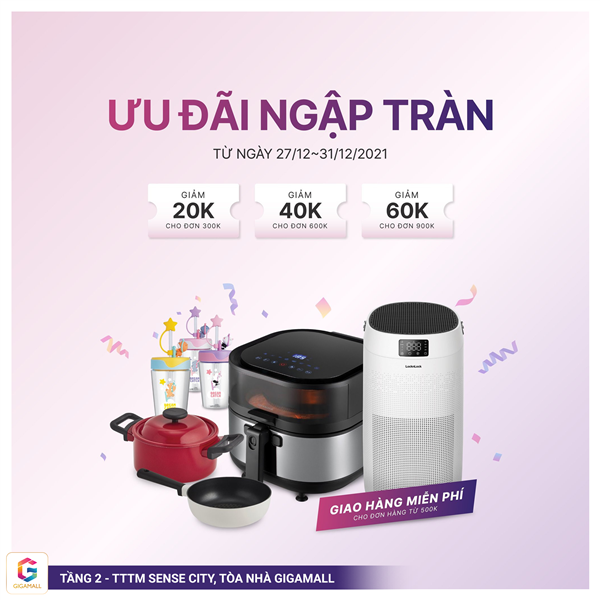 ƯU ĐÃI NGẬP TRÀN
TỪ NGÀY 27/12~31/12/2021
GIẢM
20K
CHO ĐƠN 300K
GIẢM
40K
CHO ĐƠN 600K
GIẢM
60K
CHO ĐƠN 900K
LocknLock
GIAO HÀNG MIỄN PHÍ
CHO ĐƠN HÀNG TỪ 500K
GIGAMALL
TẦNG 2 - TTTM SENSE CITY, TÒA NHÀ GIGAMALL